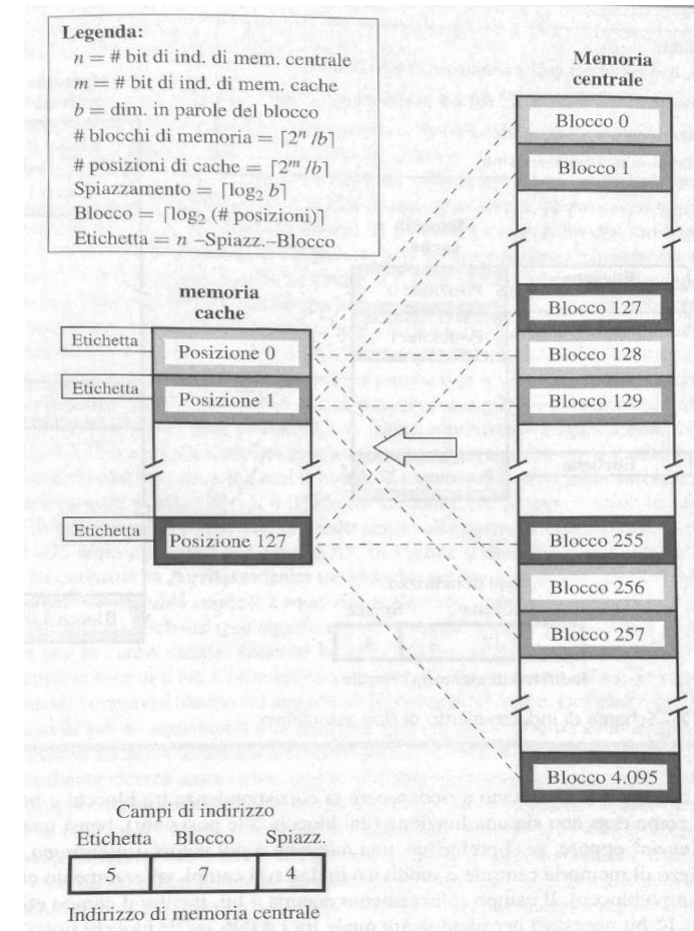 Legenda:
n = # bit di ind. di mem. centrale
m = # bit di ind. di mem. cache
b = dim. in parole del blocco
# blocchi di memoria = ⌈2ⁿ /b⌉
# posizioni di cache = ⌈2ᵐ /b⌉
Spiazzamento = ⌈log₂ b⌉
Blocco = ⌈log₂ (# posizioni)⌉
Etichetta = n –Spiazz.–Blocco
Memoria
centrale
Blocco 0
Blocco 1
Blocco 127
Blocco 128
Blocco 129
Blocco 255
Blocco 256
Blocco 257
Blocco 4.095
memoria
cache
Etichetta
Posizione 0
Etichetta
Posizione 1
Etichetta
Posizione 127
Campi di indirizzo
Etichetta Blocco Spiazz.
5 7 4
Indirizzo di memoria centrale